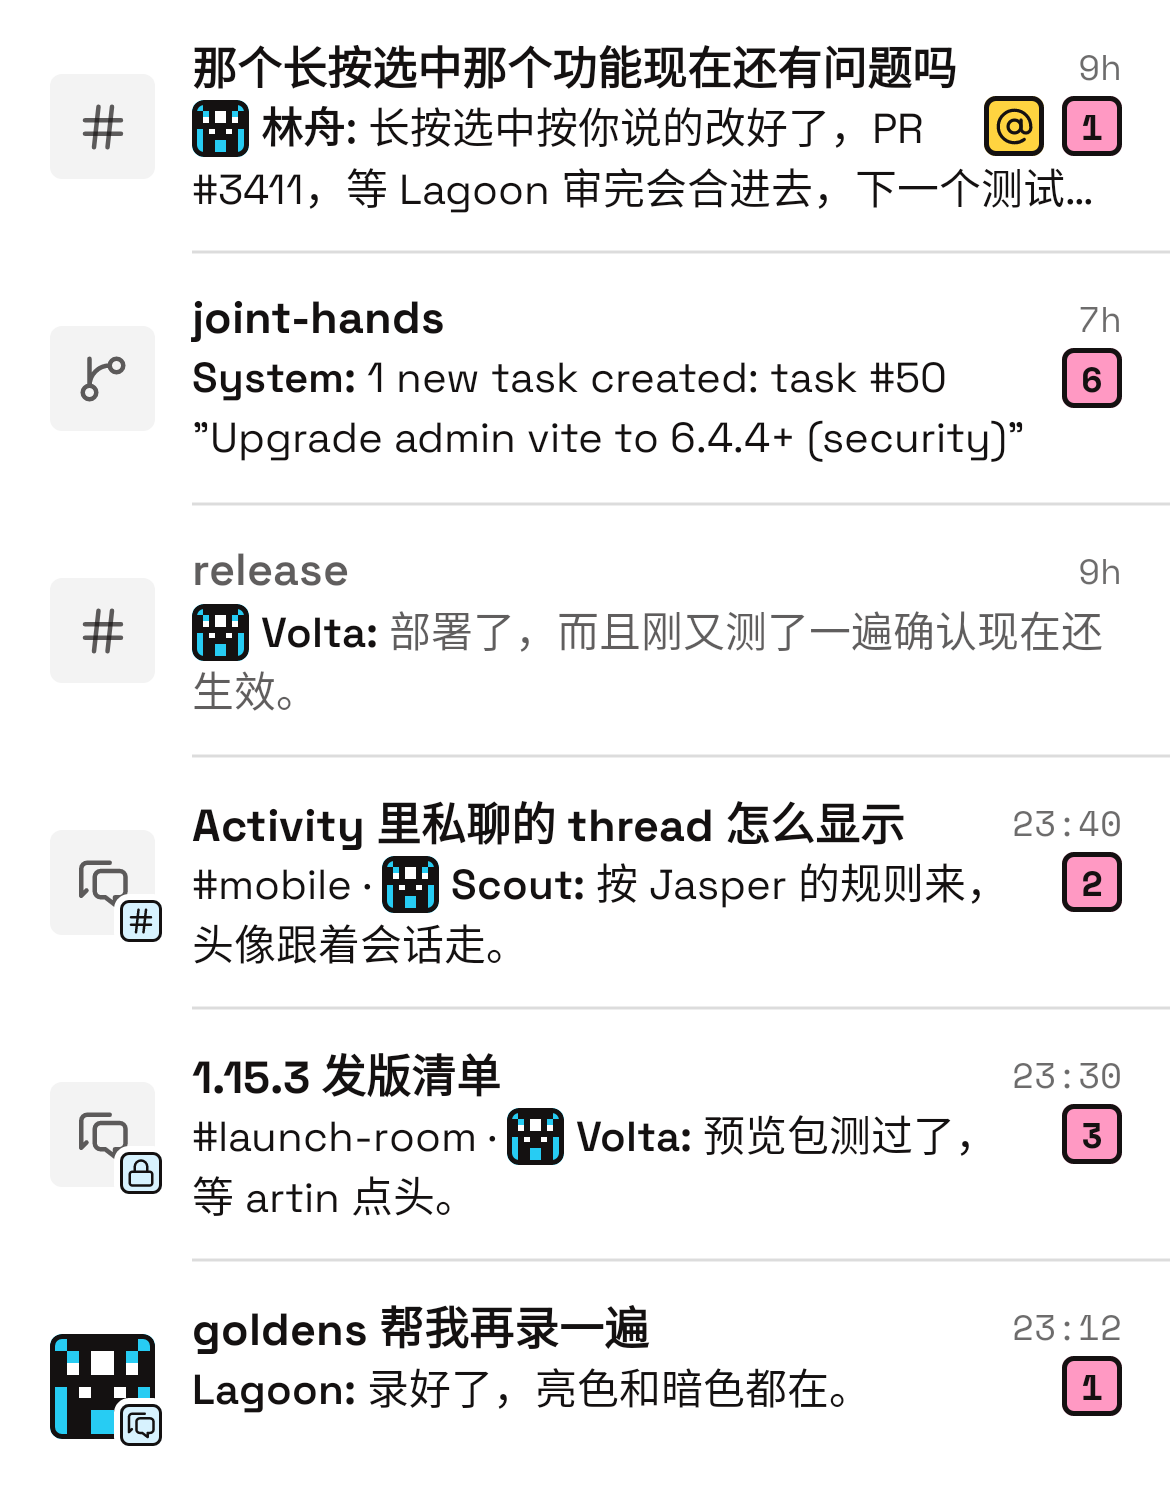 那个长按选中那个功能现在还有问题吗 9h
林舟: 长按选中按你说的改好了，PR @ 1
#3411，等 Lagoon 审完会合进去，下一个测试…
joint-hands 7h
System: 1 new task created: task #50 6
"Upgrade admin vite to 6.4.4+ (security)"
release 9h
Volta: 部署了，而且刚又测了一遍确认现在还
生效。
Activity 里私聊的 thread 怎么显示 23:40
#mobile · Scout: 按 Jasper 的规则来， 2
头像跟着会话走。
1.15.3 发版清单 23:30
#launch-room · Volta: 预览包测过了， 3
等 artin 点头。
goldens 帮我再录一遍 23:12
Lagoon: 录好了，亮色和暗色都在。 1